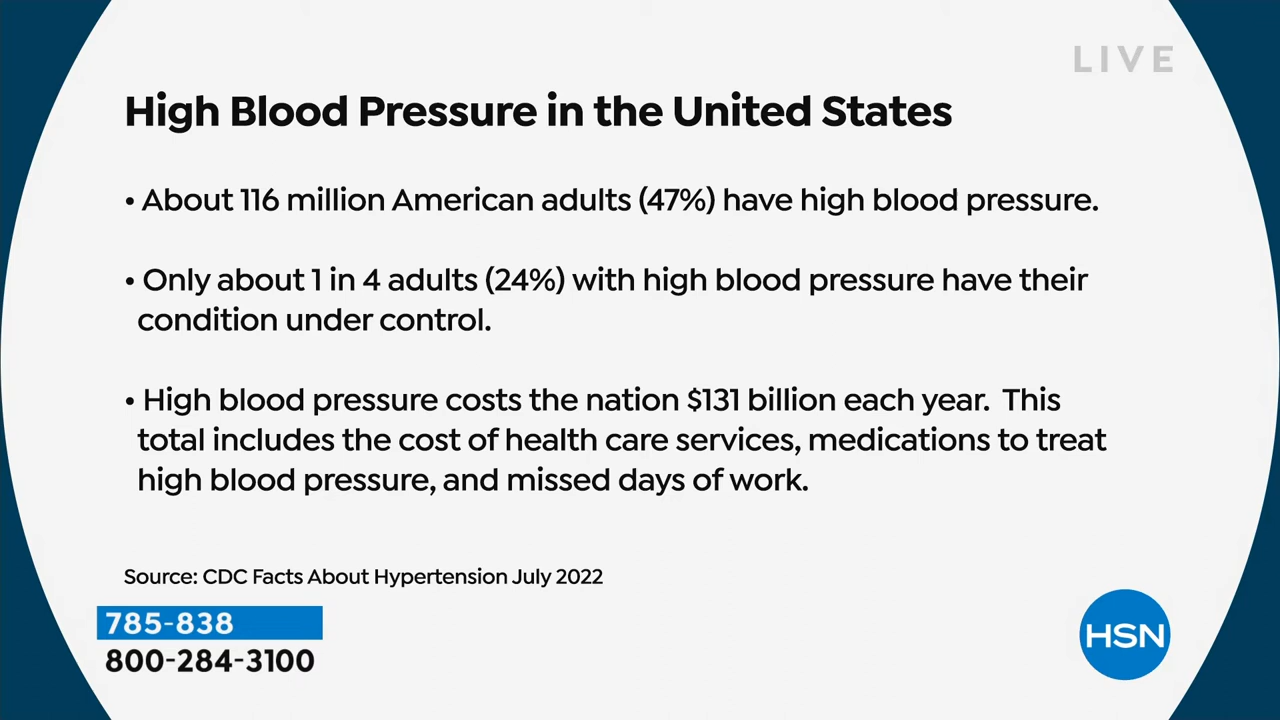 LIVE
High Blood Pressure in the United States
• About 116 million American adults (47%) have high blood pressure.
• Only about 1 in 4 adults (24%) with high blood pressure have their
condition under control.
• High blood pressure costs the nation $131 billion each year.  This
total includes the cost of health care services, medications to treat
high blood pressure, and missed days of work.
Source: CDC Facts About Hypertension July 2022
785-838
800-284-3100
HSN